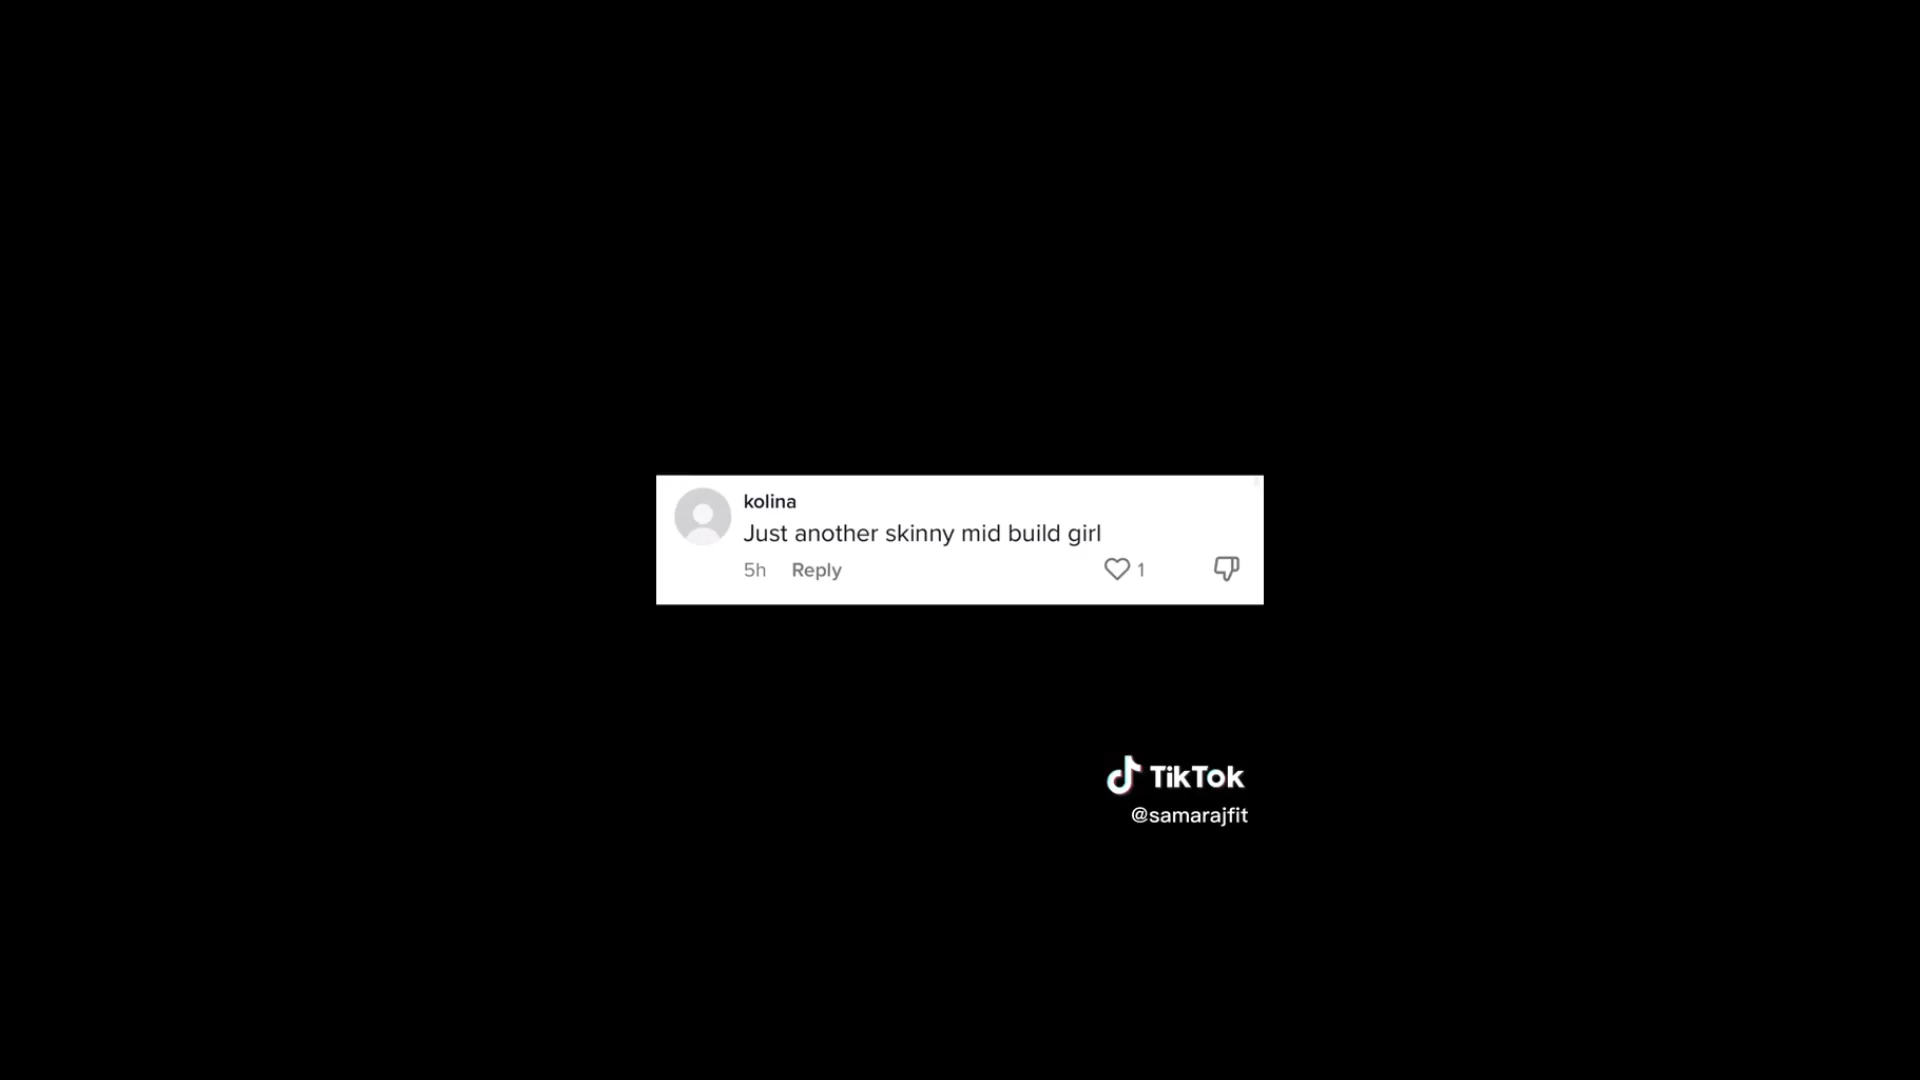 kolina
Just another skinny mid build girl
5h Reply 1
TikTok
@samarajfit